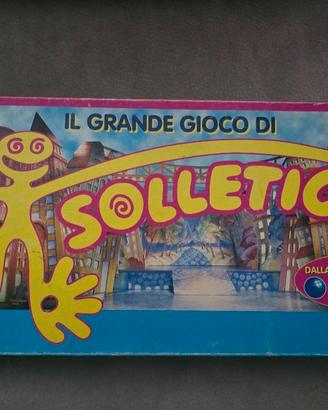 IL GRANDE GIOCO DI
SOLLETIC
DALLA